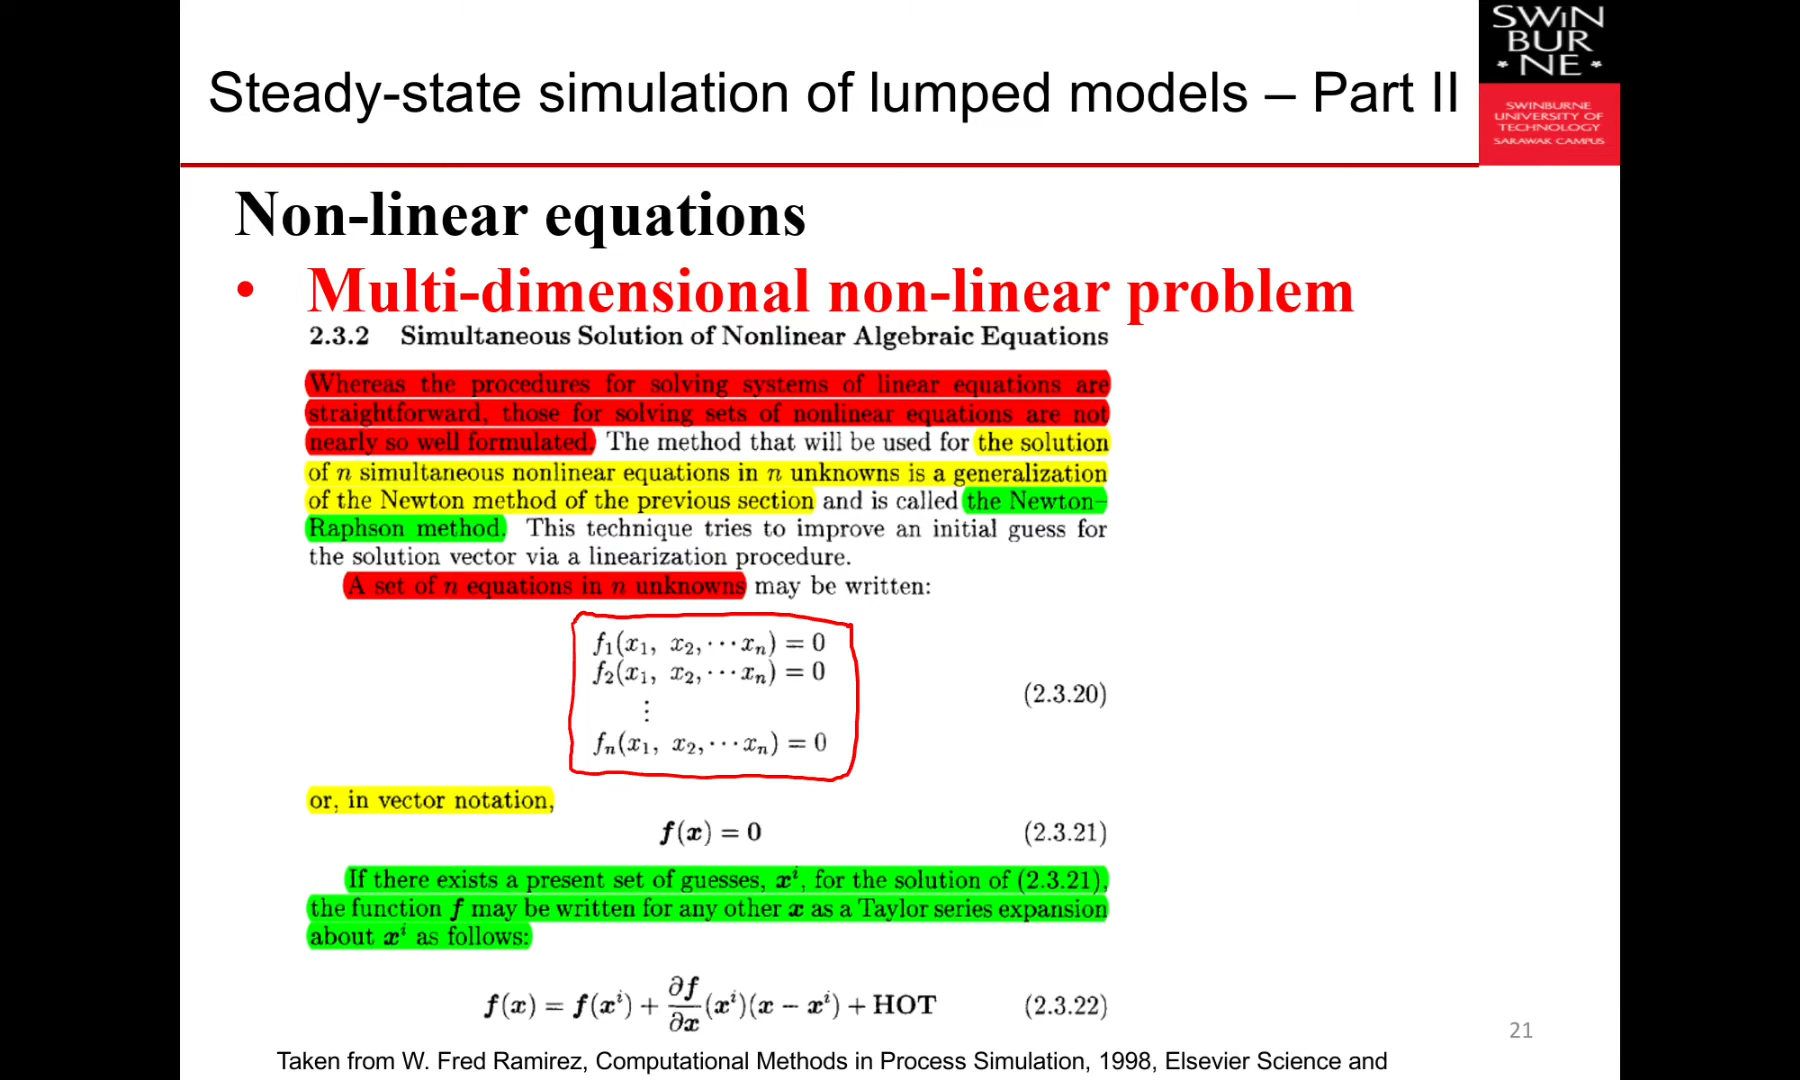 Steady-state simulation of lumped models – Part II
SWiN
BUR
* NE *
SWINBURNE
UNIVERSITY OF
TECHNOLOGY
SARAWAK CAMPUS
Non-linear equations
• Multi-dimensional non-linear problem
2.3.2 Simultaneous Solution of Nonlinear Algebraic Equations
Whereas the procedures for solving systems of linear equations are
straightforward, those for solving sets of nonlinear equations are not
nearly so well formulated. The method that will be used for the solution
of n simultaneous nonlinear equations in n unknowns is a generalization
of the Newton method of the previous section and is called the Newton–
Raphson method. This technique tries to improve an initial guess for
the solution vector via a linearization procedure.
A set of n equations in n unknowns may be written:
f₁(x₁, x₂, ⋯ xₙ) = 0
f₂(x₁, x₂, ⋯ xₙ) = 0
⋮
(2.3.20)
fₙ(x₁, x₂, ⋯ xₙ) = 0
or, in vector notation,
f(x) = 0 (2.3.21)
If there exists a present set of guesses, xⁱ, for the solution of (2.3.21),
the function f may be written for any other x as a Taylor series expansion
about xⁱ as follows:
f(x) = f(xⁱ) + ∂f/∂x (xⁱ)(x − xⁱ) + HOT (2.3.22)
21
Taken from W. Fred Ramirez, Computational Methods in Process Simulation, 1998, Elsevier Science and